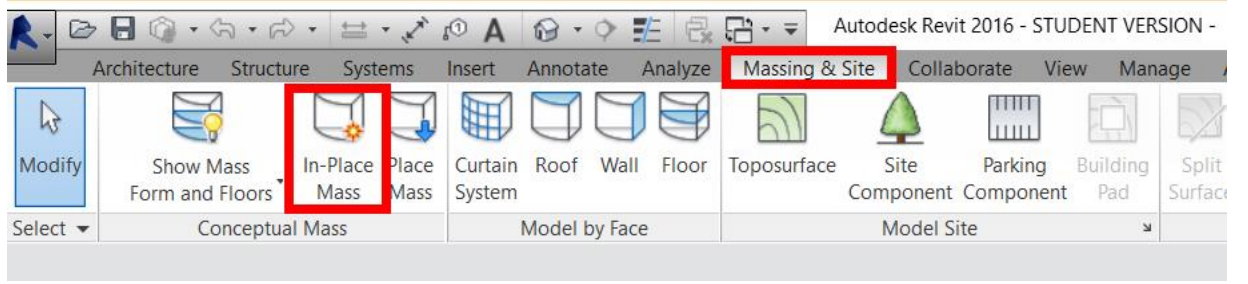 Autodesk Revit 2016 - STUDENT VERSION -
Architecture Structure Systems Insert Annotate Analyze Massing & Site Collaborate View Manage
Modify Show Mass In-Place Place Curtain Roof Wall Floor Toposurface Site Parking Building Split
Form and Floors Mass Mass System Component Component Pad Surface
Select Conceptual Mass Model by Face Model Site